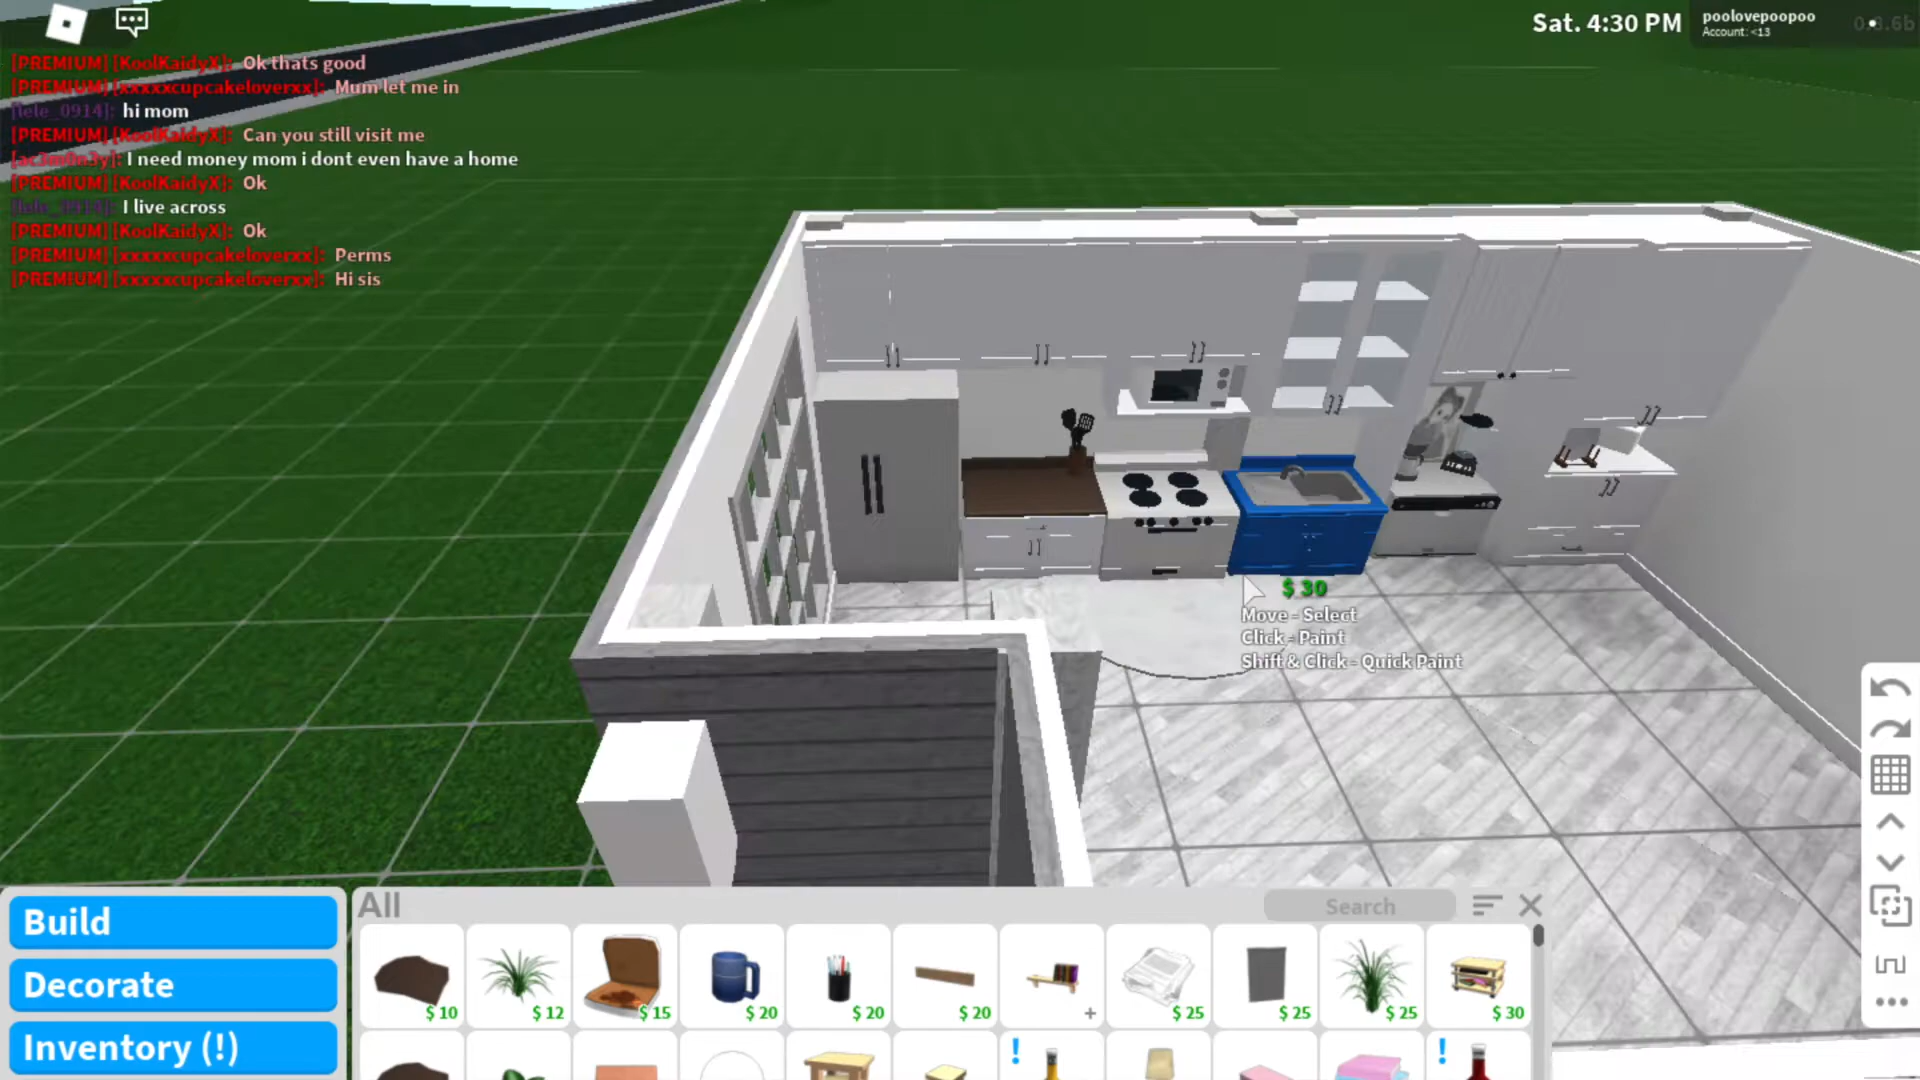 Sat. 4:30 PM
poolovepoopoo
Account: <13
[PREMIUM] [KoolKaidyX]: Ok thats good
[PREMIUM] [xxxxxcupcakeloverxx]: Mum let me in
[lele_0914]: hi mom
[PREMIUM] [KoolKaidyX]: Can you still visit me
I need money mom i dont even have a home
[PREMIUM] [KoolKaidyX]: Ok
I live across
[PREMIUM] [KoolKaidyX]: Ok
[PREMIUM] [xxxxxcupcakeloverxx]: Perms
[PREMIUM] [xxxxxcupcakeloverxx]: Hi sis
$ 30
Move - Select
Click - Paint
Shift & Click - Quick Paint
Build
Decorate
Inventory (!)
All
Search
$ 10
$ 12
$ 15
$ 20
$ 20
$ 20
+
$ 25
$ 25
$ 25
$ 30
!
!